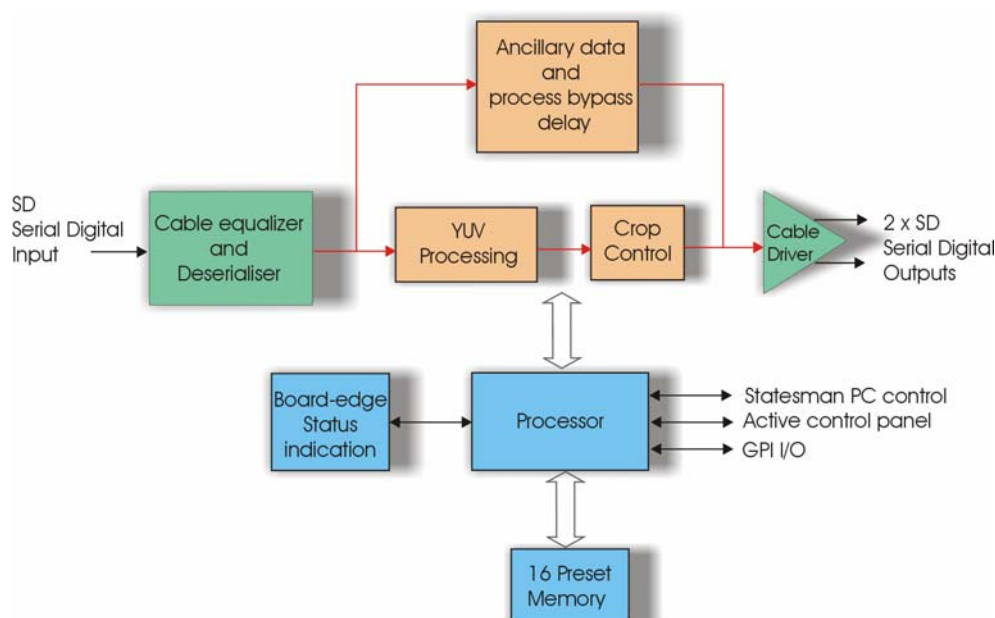 Ancillary data
and
process bypass
delay
SD
Serial Digital
Input
Cable equalizer
and
Deserialiser
YUV
Processing
Crop
Control
Cable
Driver
2 x SD
Serial Digital
Outputs
Board-edge
Status
indication
Processor
Statesman PC control
Active control panel
GPI I/O
16 Preset
Memory